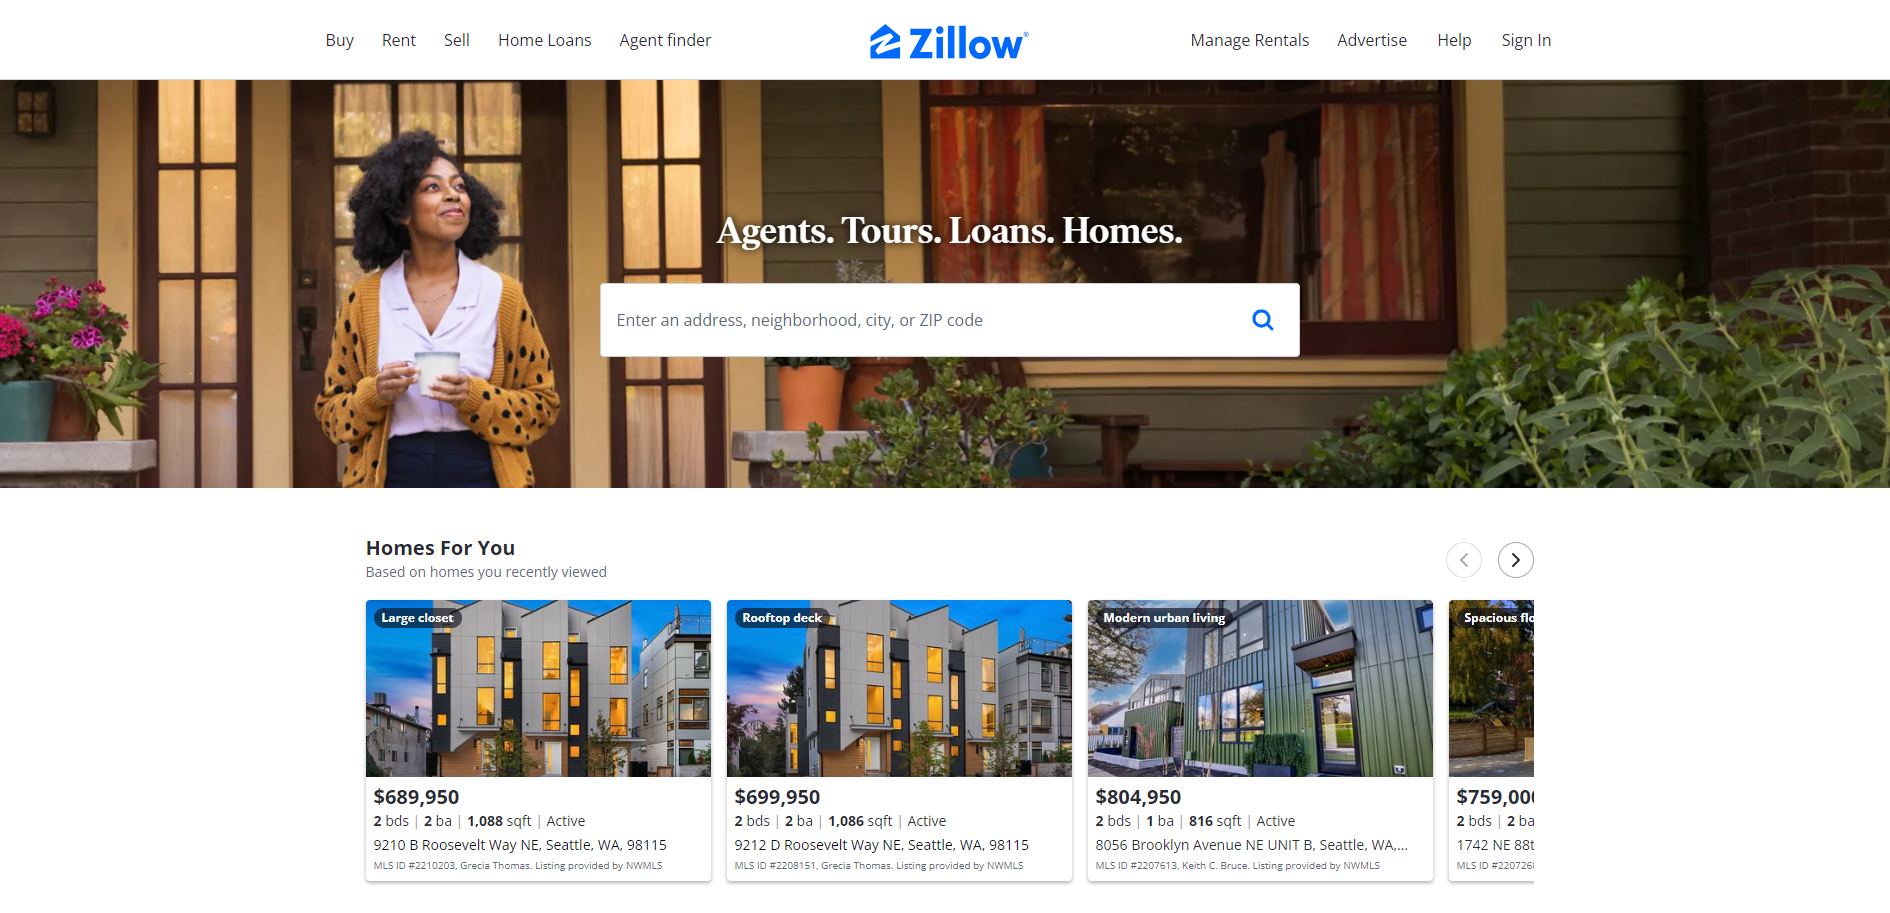 Buy Rent Sell Home Loans Agent finder
Zillow®
Manage Rentals Advertise Help Sign In
Agents. Tours. Loans. Homes.
Enter an address, neighborhood, city, or ZIP code
Homes For You
Based on homes you recently viewed
Large closet
$689,950
2 bds | 2 ba | 1,088 sqft | Active
9210 B Roosevelt Way NE, Seattle, WA, 98115
MLS ID #2210203, Grecia Thomas. Listing provided by NWMLS
Rooftop deck
$699,950
2 bds | 2 ba | 1,086 sqft | Active
9212 D Roosevelt Way NE, Seattle, WA, 98115
MLS ID #2208151, Grecia Thomas. Listing provided by NWMLS
Modern urban living
$804,950
2 bds | 1 ba | 816 sqft | Active
8056 Brooklyn Avenue NE UNIT B, Seattle, WA,...
MLS ID #2207613, Keith C. Bruce. Listing provided by NWMLS
Spacious flo
$759,00
2 bds | 2 ba
1742 NE 88t
MLS ID #220726